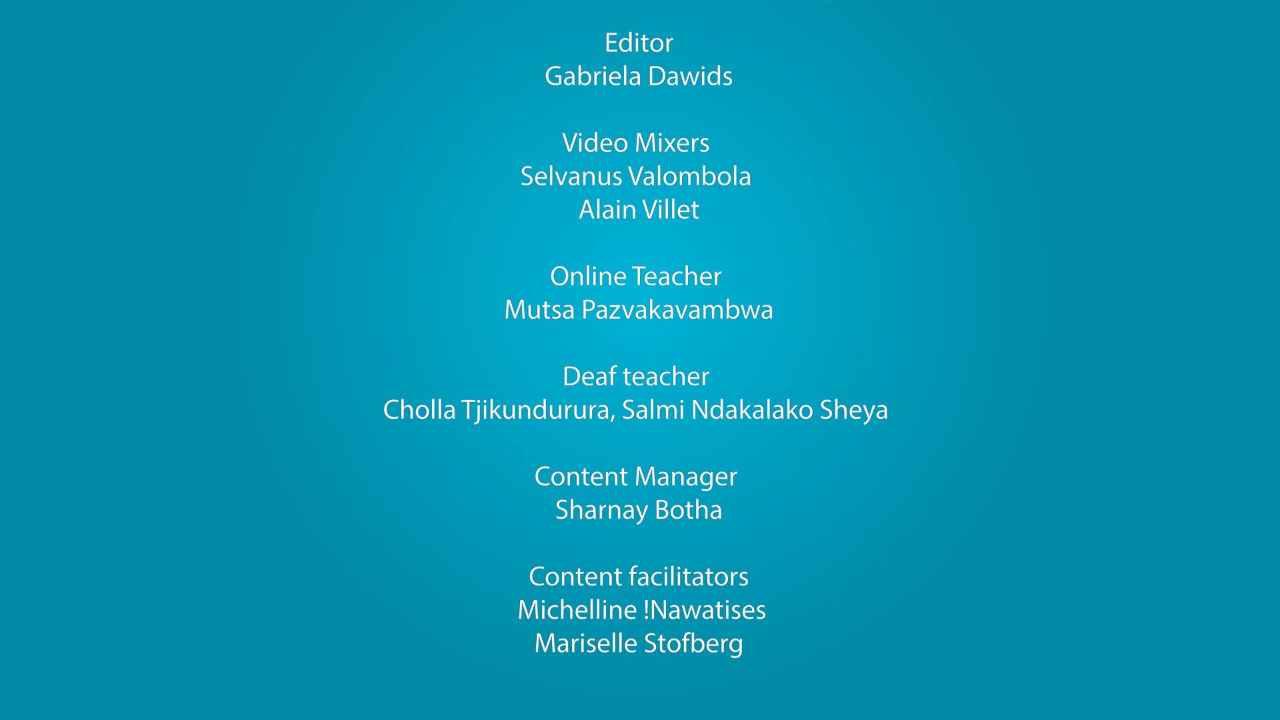 Editor
Gabriela Dawids
Video Mixers
Selvanus Valombola
Alain Villet
Online Teacher
Mutsa Pazvakavambwa
Deaf teacher
Cholla Tjikundurura, Salmi Ndakalako Sheya
Content Manager
Sharnay Botha
Content facilitators
Michelline !Nawatises
Mariselle Stofberg